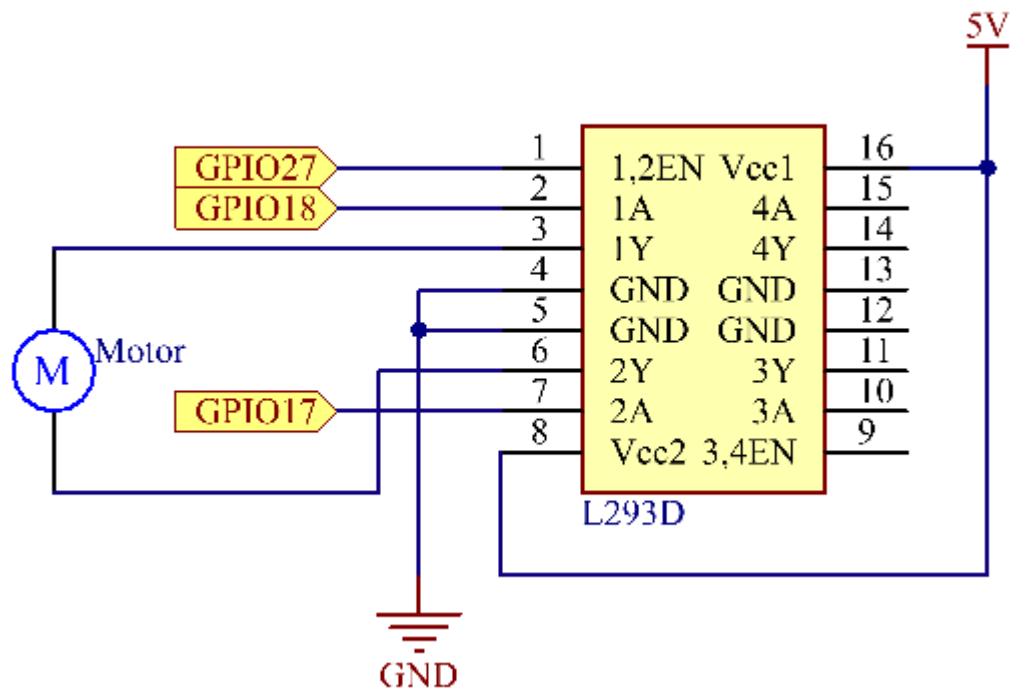 5V
1
GPIO27
1,2EN Vcc1
16
2
GPIO18
1A 4A
15
3
1Y 4Y
14
4
GND GND
13
5
GND GND
12
6
2Y 3Y
11
Motor
M
7
GPIO17
2A 3A
10
8
Vcc2 3,4EN
9
L293D
GND